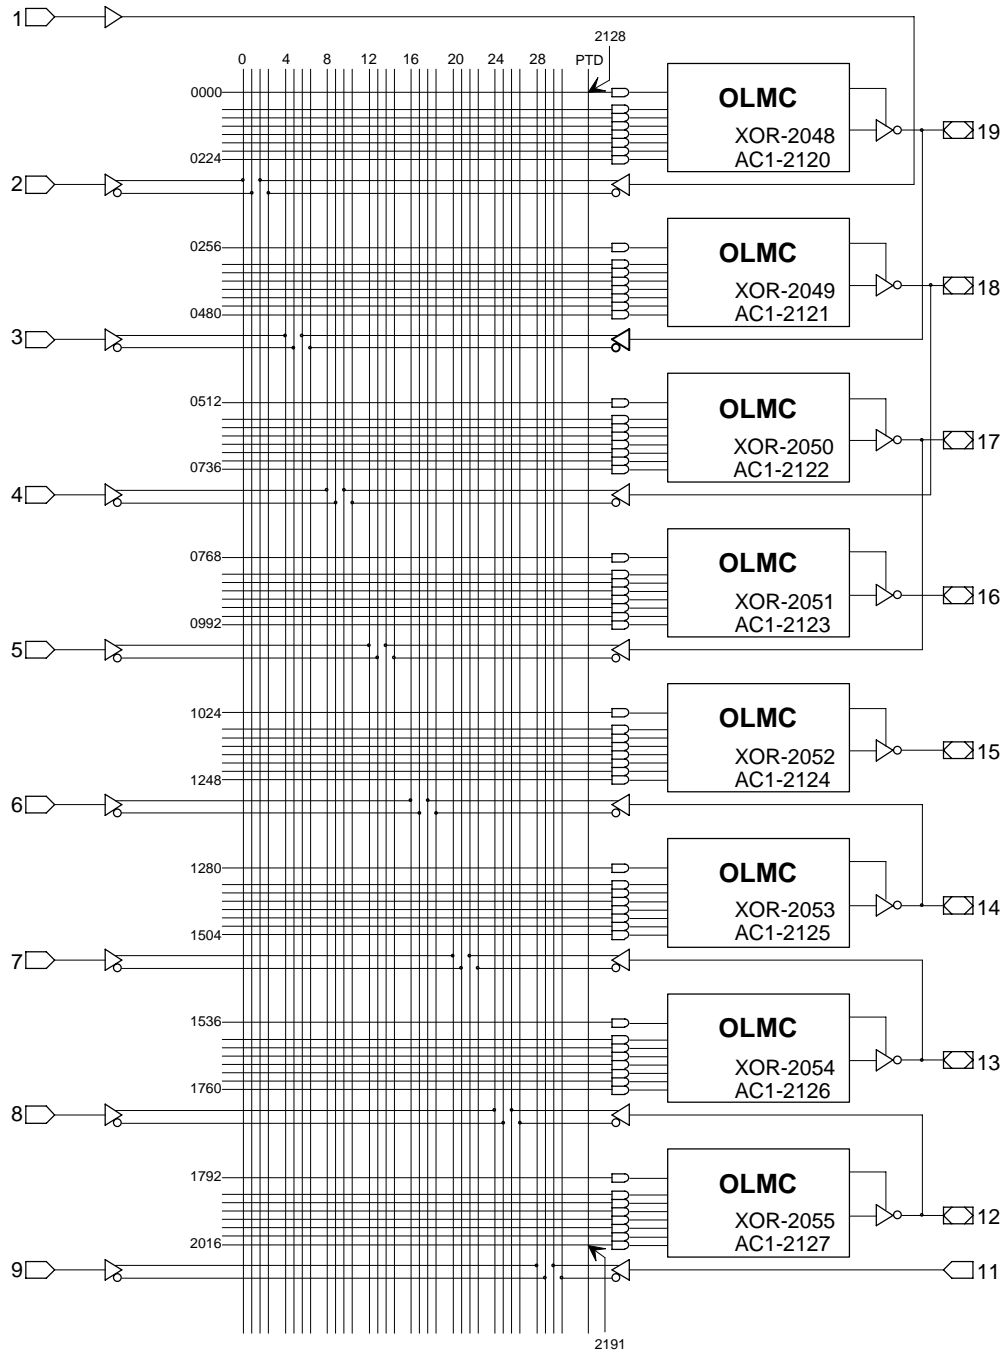 1
2128
0 4 8 12 16 20 24 28 PTD
0000
OLMC
XOR-2048
AC1-2120
19
0224
2
0256
OLMC
XOR-2049
AC1-2121
18
0480
3
0512
OLMC
XOR-2050
AC1-2122
17
0736
4
0768
OLMC
XOR-2051
AC1-2123
16
0992
5
1024
OLMC
XOR-2052
AC1-2124
15
1248
6
1280
OLMC
XOR-2053
AC1-2125
14
1504
7
1536
OLMC
XOR-2054
AC1-2126
13
1760
8
1792
OLMC
XOR-2055
AC1-2127
12
2016
9
11
2191